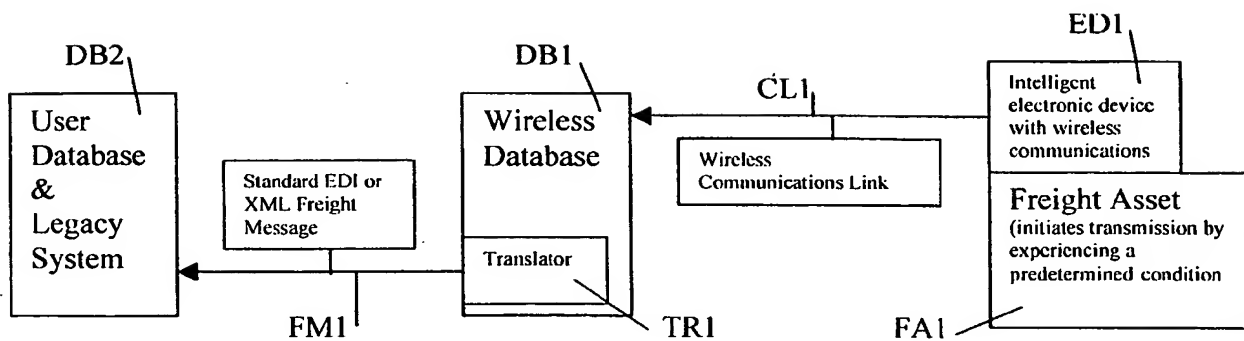 DB2
DB1
CL1
ED1
User
Database
&
Legacy
System
Standard EDI or
XML Freight
Message
Wireless
Database
Translator
Wireless
Communications Link
Intelligent
electronic device
with wireless
communications
Freight Asset
(initiates transmission by
experiencing a
predetermined condition
FM1
TR1
FA1